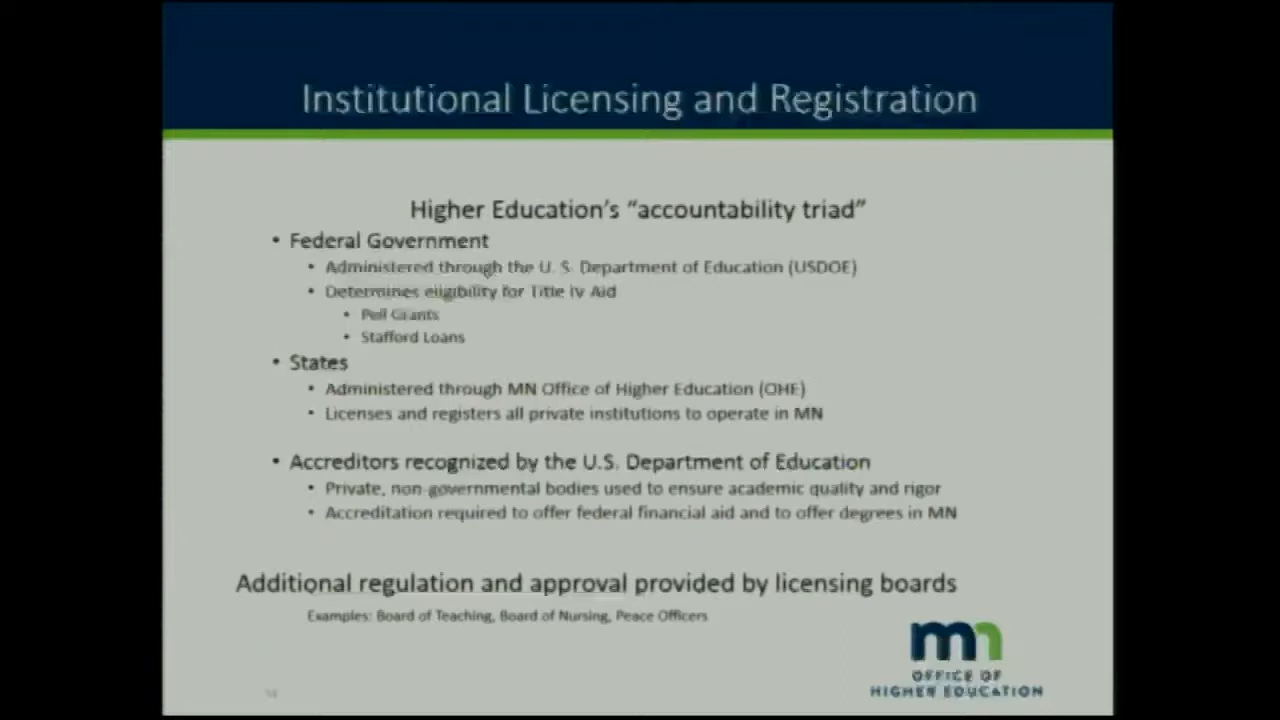 Institutional Licensing and Registration
Higher Education's “accountability triad”
• Federal Government
• Administered through the U. S. Department of Education (USDOE)
• Determines eligibility for Title IV Aid
• Pell Grants
• Stafford Loans
• States
• Administered through MN Office of Higher Education (OHE)
• Licenses and registers all private institutions to operate in MN
• Accreditors recognized by the U.S. Department of Education
• Private, non-governmental bodies used to ensure academic quality and rigor
• Accreditation required to offer federal financial aid and to offer degrees in MN
Additional regulation and approval provided by licensing boards
Examples: Board of Teaching, Board of Nursing, Peace Officers
mn
OFFICE OF
HIGHER EDUCATION